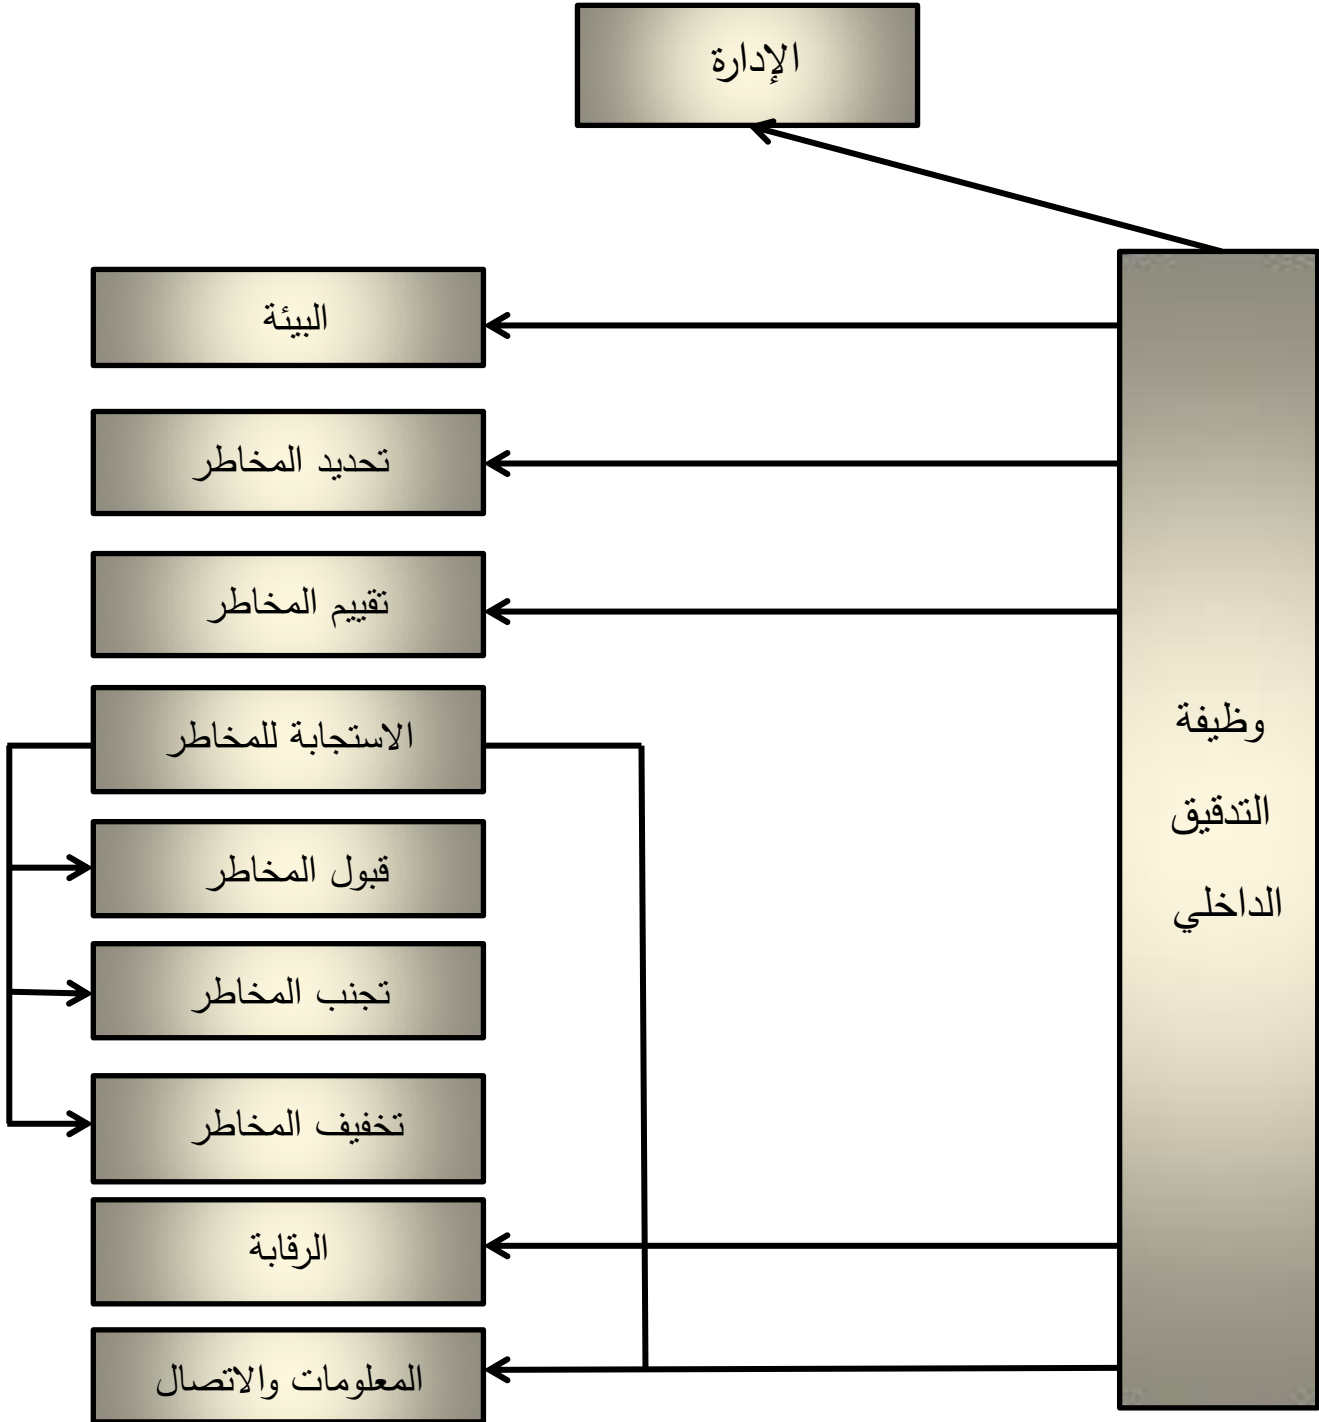 الإدارة
البيئة
تحديد المخاطر
تقييم المخاطر
الاستجابة للمخاطر
قبول المخاطر
تجنب المخاطر
تخفيف المخاطر
الرقابة
المعلومات والاتصال
وظيفة
التدقيق
الداخلي